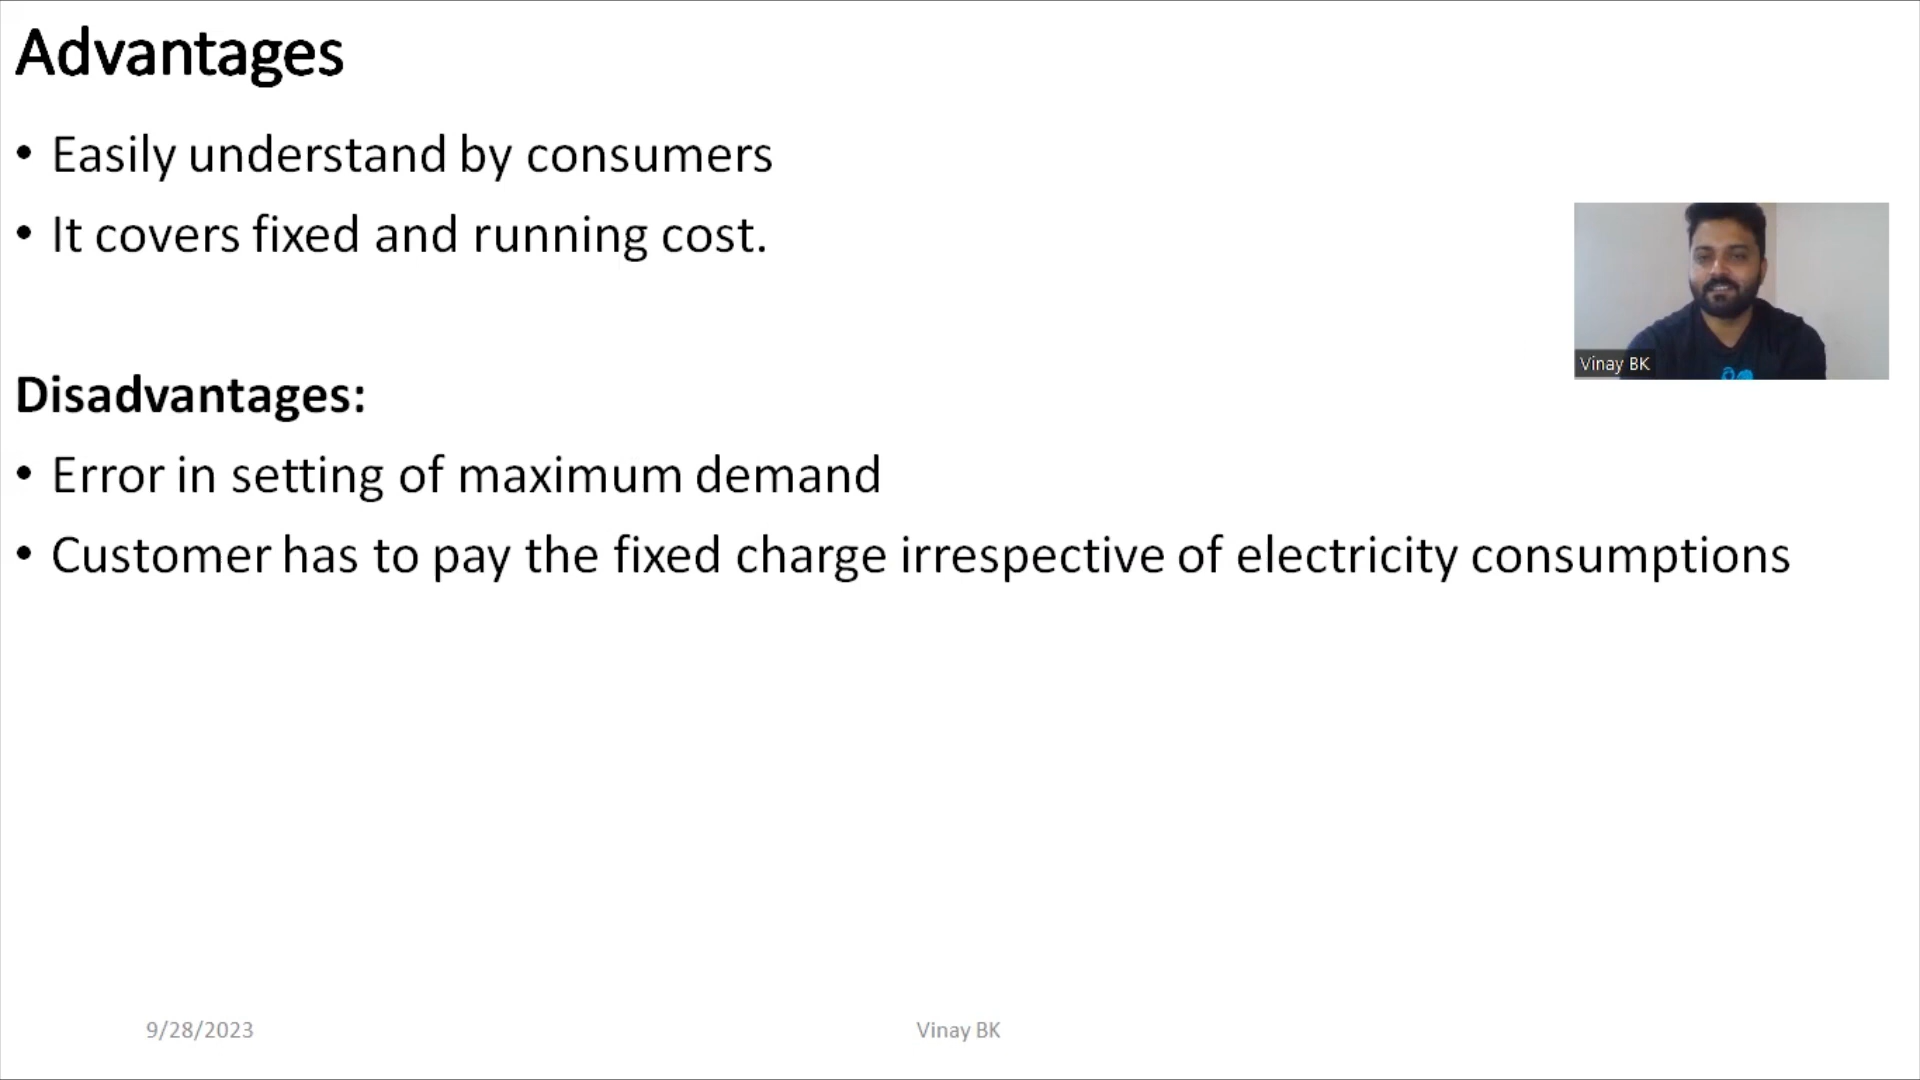 Advantages
• Easily understand by consumers
• It covers fixed and running cost.
Vinay BK
Disadvantages:
• Error in setting of maximum demand
• Customer has to pay the fixed charge irrespective of electricity consumptions
9/28/2023
Vinay BK